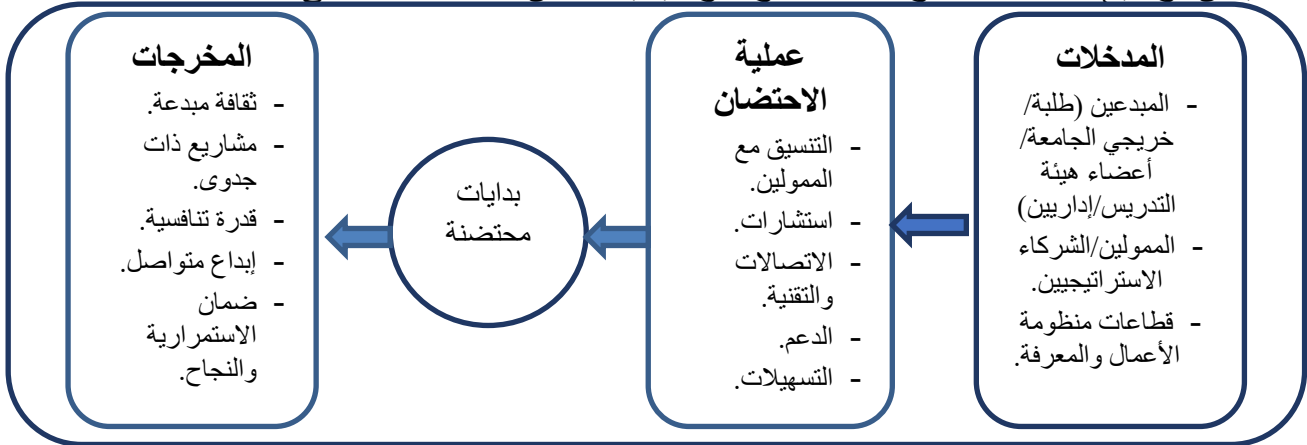 المدخلات
- المبدعين (طلبة/
خريجي الجامعة/
أعضاء هيئة
التدريس/إداريين)
- الممولين/الشركاء
الاستراتيجيين.
- قطاعات منظومة
الأعمال والمعرفة.
عملية
الاحتضان
- التنسيق مع
الممولين.
- استشارات.
- الاتصالات
والتقنية.
- الدعم.
- التسهيلات.
بدايات
محتضنة
المخرجات
- ثقافة مبدعة.
- مشاريع ذات
جدوى.
- قدرة تنافسية.
- إبداع متواصل.
- ضمان
الاستمرارية
والنجاح.